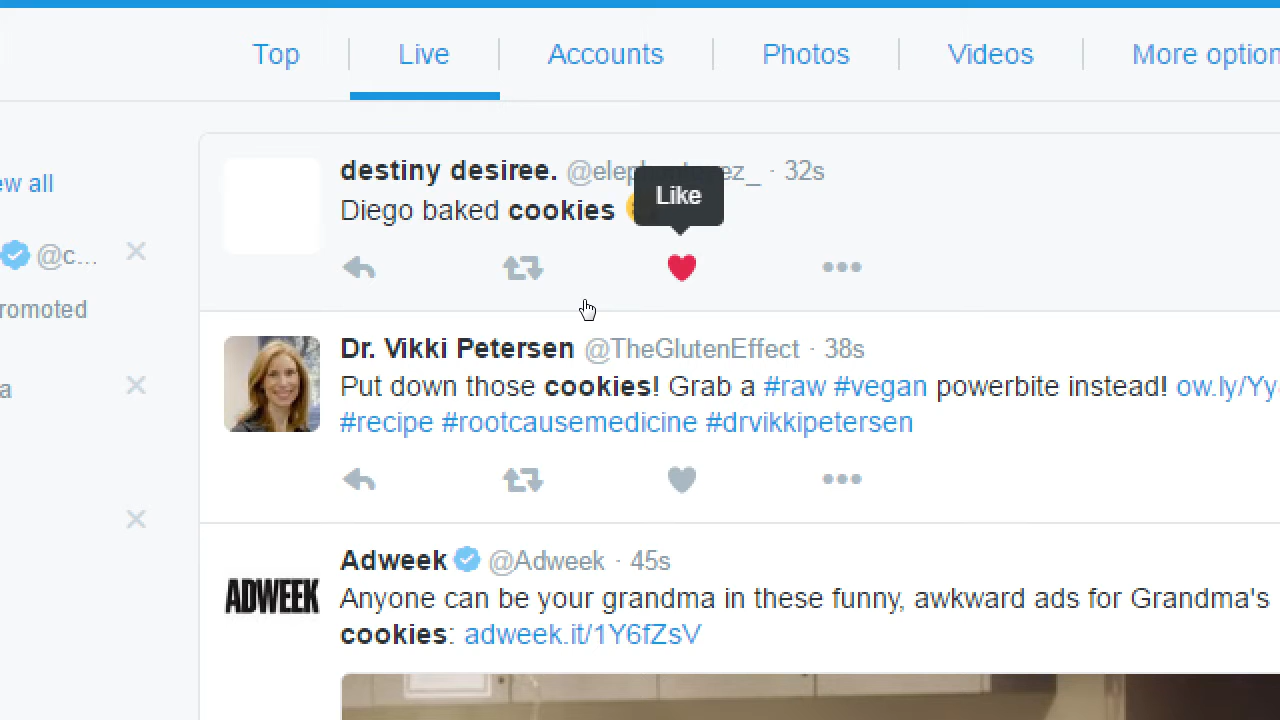 Top Live Accounts Photos Videos More option
ew all
destiny desiree. · 32s
Like
Diego baked cookies
@c...
romoted
Dr. Vikki Petersen @TheGlutenEffect · 38s
Put down those cookies! Grab a #raw #vegan powerbite instead! ow.ly/Yy
#recipe #rootcausemedicine #drvikkipetersen
a
Adweek @Adweek · 45s
ADWEEK
Anyone can be your grandma in these funny, awkward ads for Grandma's
cookies: adweek.it/1Y6fZsV